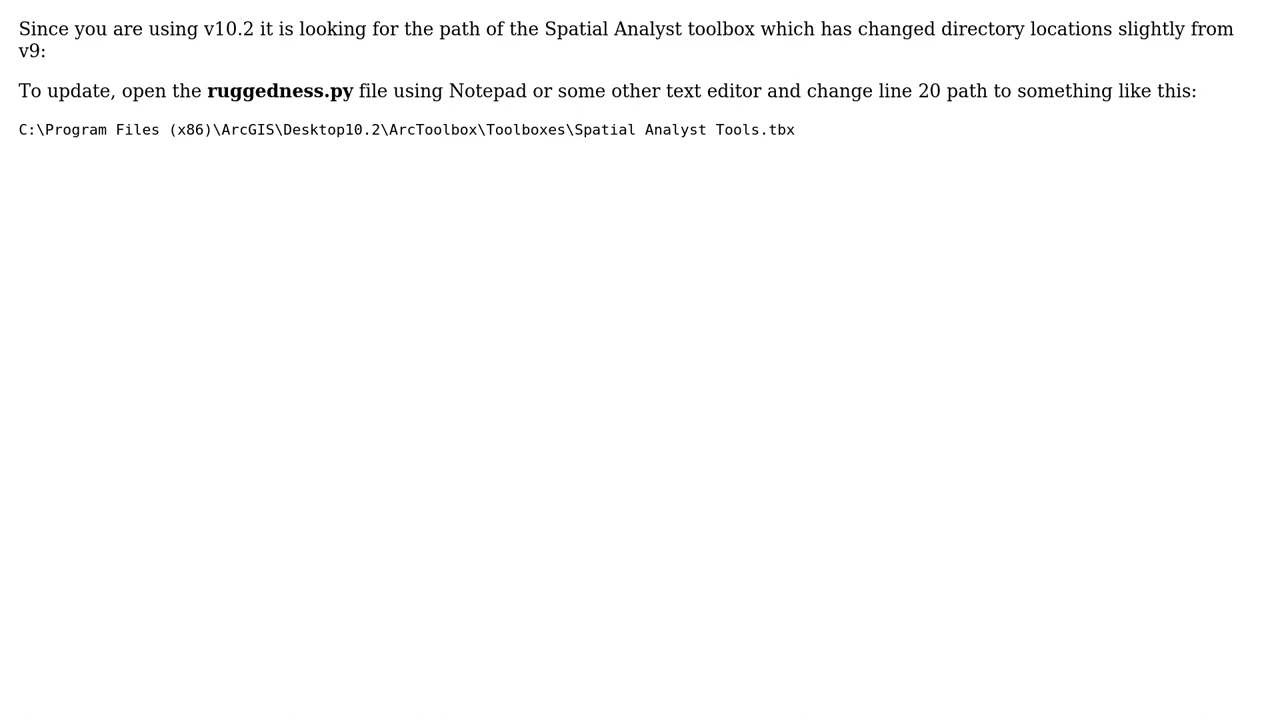 Since you are using v10.2 it is looking for the path of the Spatial Analyst toolbox which has changed directory locations slightly from
v9:
To update, open the ruggedness.py file using Notepad or some other text editor and change line 20 path to something like this:
C:\Program Files (x86)\ArcGIS\Desktop10.2\ArcToolbox\Toolboxes\Spatial Analyst Tools.tbx